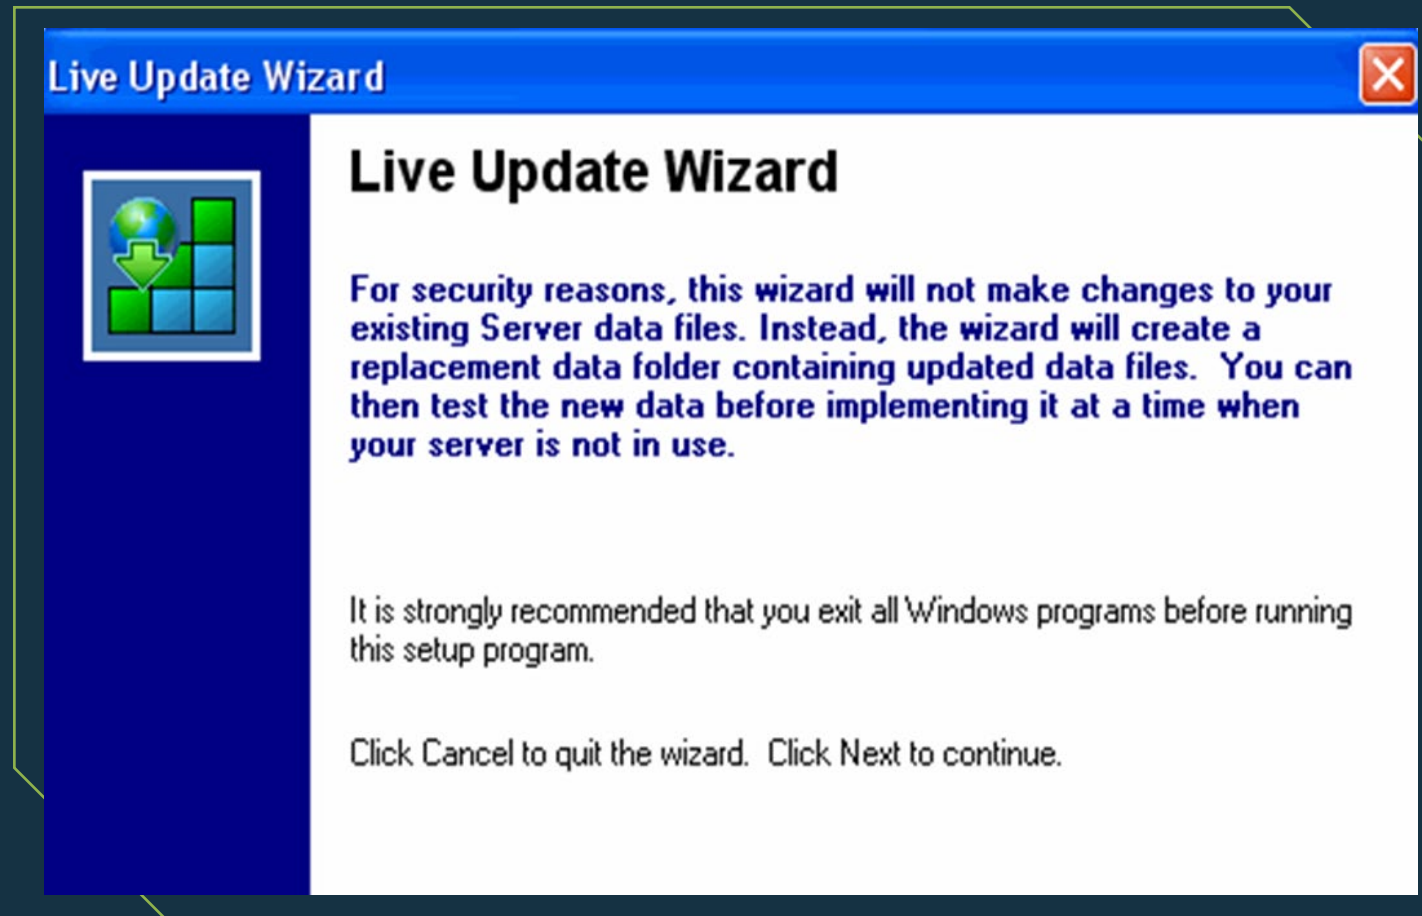 Live Update Wizard
Live Update Wizard
For security reasons, this wizard will not make changes to your
existing Server data files. Instead, the wizard will create a
replacement data folder containing updated data files.  You can
then test the new data before implementing it at a time when
your server is not in use.
It is strongly recommended that you exit all Windows programs before running
this setup program.
Click Cancel to quit the wizard.  Click Next to continue.